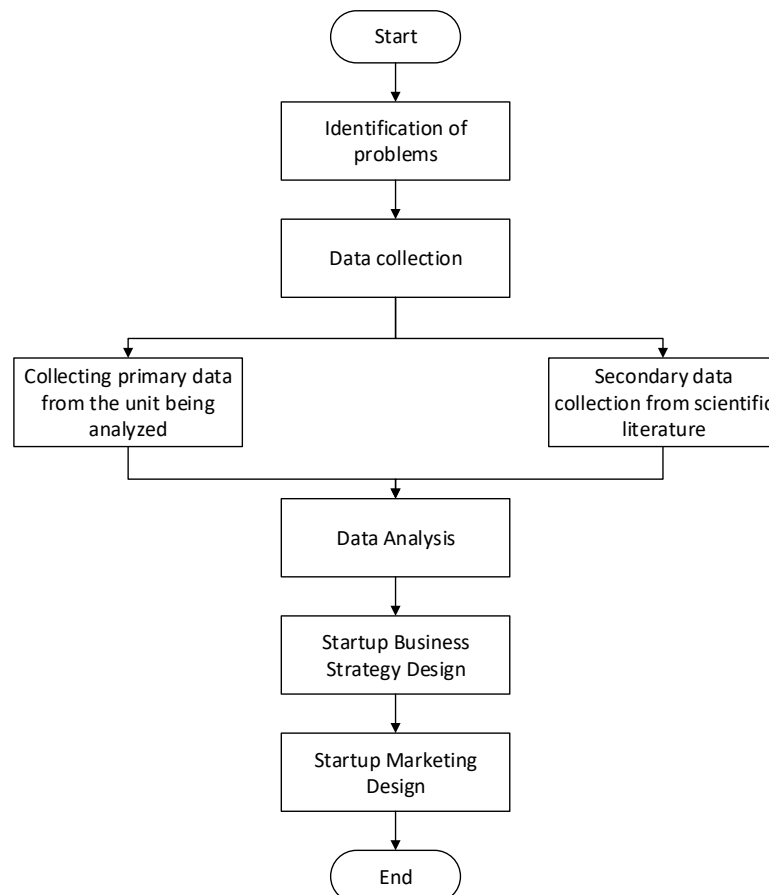 Start
Identification of
problems
Data collection
Collecting primary data
from the unit being
analyzed
Secondary data
collection from scientific
literature
Data Analysis
Startup Business
Strategy Design
Startup Marketing
Design
End